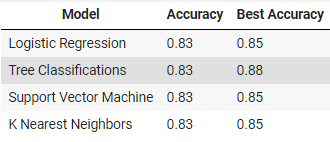 Model Accuracy Best Accuracy
Logistic Regression 0.83 0.85
Tree Classifications 0.83 0.88
Support Vector Machine 0.83 0.85
K Nearest Neighbors 0.83 0.85